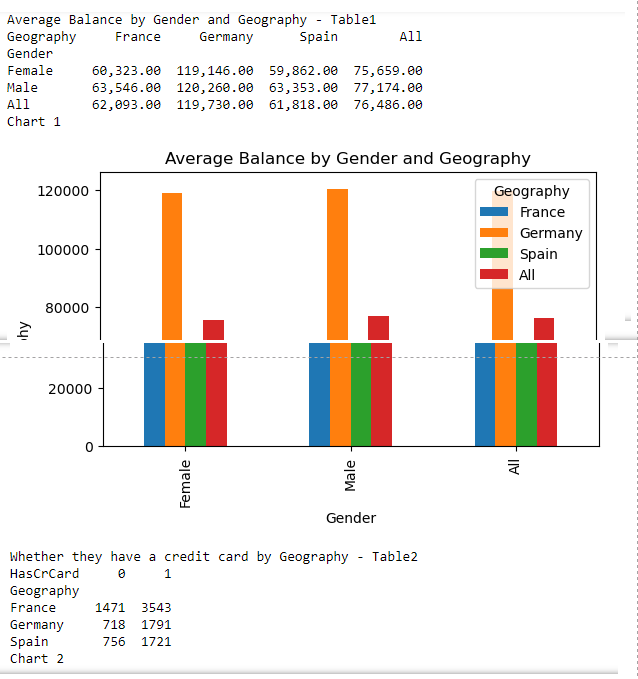 Average Balance by Gender and Geography - Table1
Geography     France     Germany      Spain        All
Gender
Female     60,323.00  119,146.00  59,862.00  75,659.00
Male       63,546.00  120,260.00  63,353.00  77,174.00
All        62,093.00  119,730.00  61,818.00  76,486.00
Chart 1
Average Balance by Gender and Geography
120000
100000
80000
Geography
France
Germany
Spain
All
20000
0
Female
Male
All
Gender
Whether they have a credit card by Geography - Table2
HasCrCard     0     1
Geography
France     1471  3543
Germany     718  1791
Spain       756  1721
Chart 2